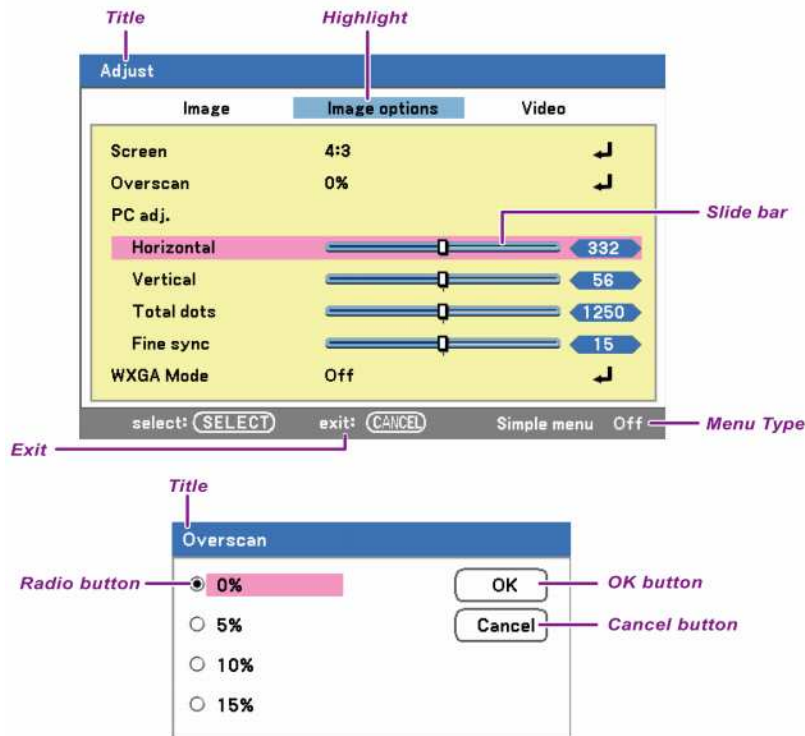 Title Highlight
Adjust
Image Image options Video
Screen 4:3
Overscan 0%
PC adj.
Slide bar
Horizontal 332
Vertical 56
Total dots 1250
Fine sync 15
WXGA Mode Off
select: SELECT exit: CANCEL Simple menu Off
Menu Type
Exit
Title
Overscan
Radio button 0% OK OK button
5% Cancel Cancel button
10%
15%